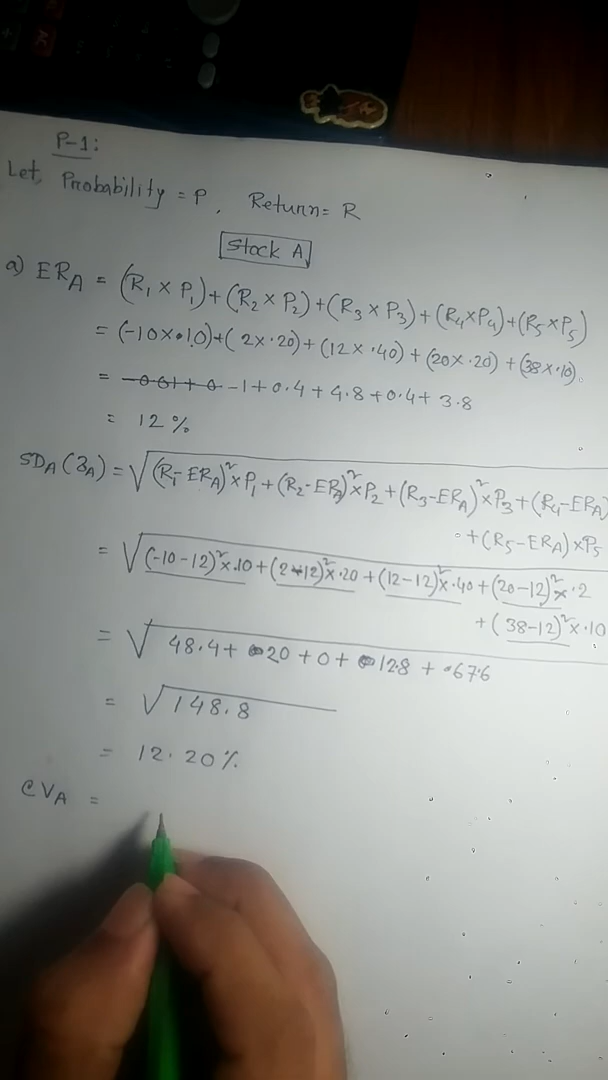 P-1:
Let, Probability = P, Return = R
Stock A
a) ERA = (R1 × P1) + (R2 × P2) + (R3 × P3) + (R4 × P4) + (R5 × P5)
= (-10 × .10) + (2 × .20) + (12 × .40) + (20 × .20) + (38 × .10)
= -1 + 0.4 + 4.8 + 0.4 + 3.8
= 12%
SDA (3A) = √(R1 - ERA)² × P1 + (R2 - ERA)² × P2 + (R3 - ERA)² × P3 + (R4 - ERA)
+ (R5 - ERA) × P5
= √(-10 - 12)² × .10 + (2 - 12)² × .20 + (12 - 12)² × .40 + (20 - 12)² × .2
+ (38 - 12)² × .10
= √48.4 + 20 + 0 + 12.8 + 67.6
= √148.8
= 12.20%
CVA =